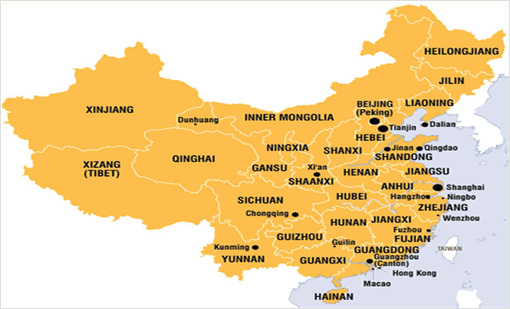 HEILONGJIANG
JILIN
LIAONING
BEIJING
(Peking)
XINJIANG
Dunhuang
INNER MONGOLIA
Tianjin
Dalian
HEBEI
NINGXIA
SHANXI
Jinan
Qingdao
SHANDONG
QINGHAI
XIZANG
(TIBET)
GANSU
Xi'an
SHAANXI
HENAN
JIANGSU
ANHUI
Shanghai
SICHUAN
HUBEI
Hangzho
Ningbo
ZHEJIANG
Chongqing
HUNAN
JIANGXI
Wenzhou
Fuzhou
GUIZHOU
Guilin
FUJIAN
Kunming
YUNNAN
GUANGXI
GUANGDONG
TAIWAN
Guangzhou
(Canton)
Hong Kong
Macao
HAINAN